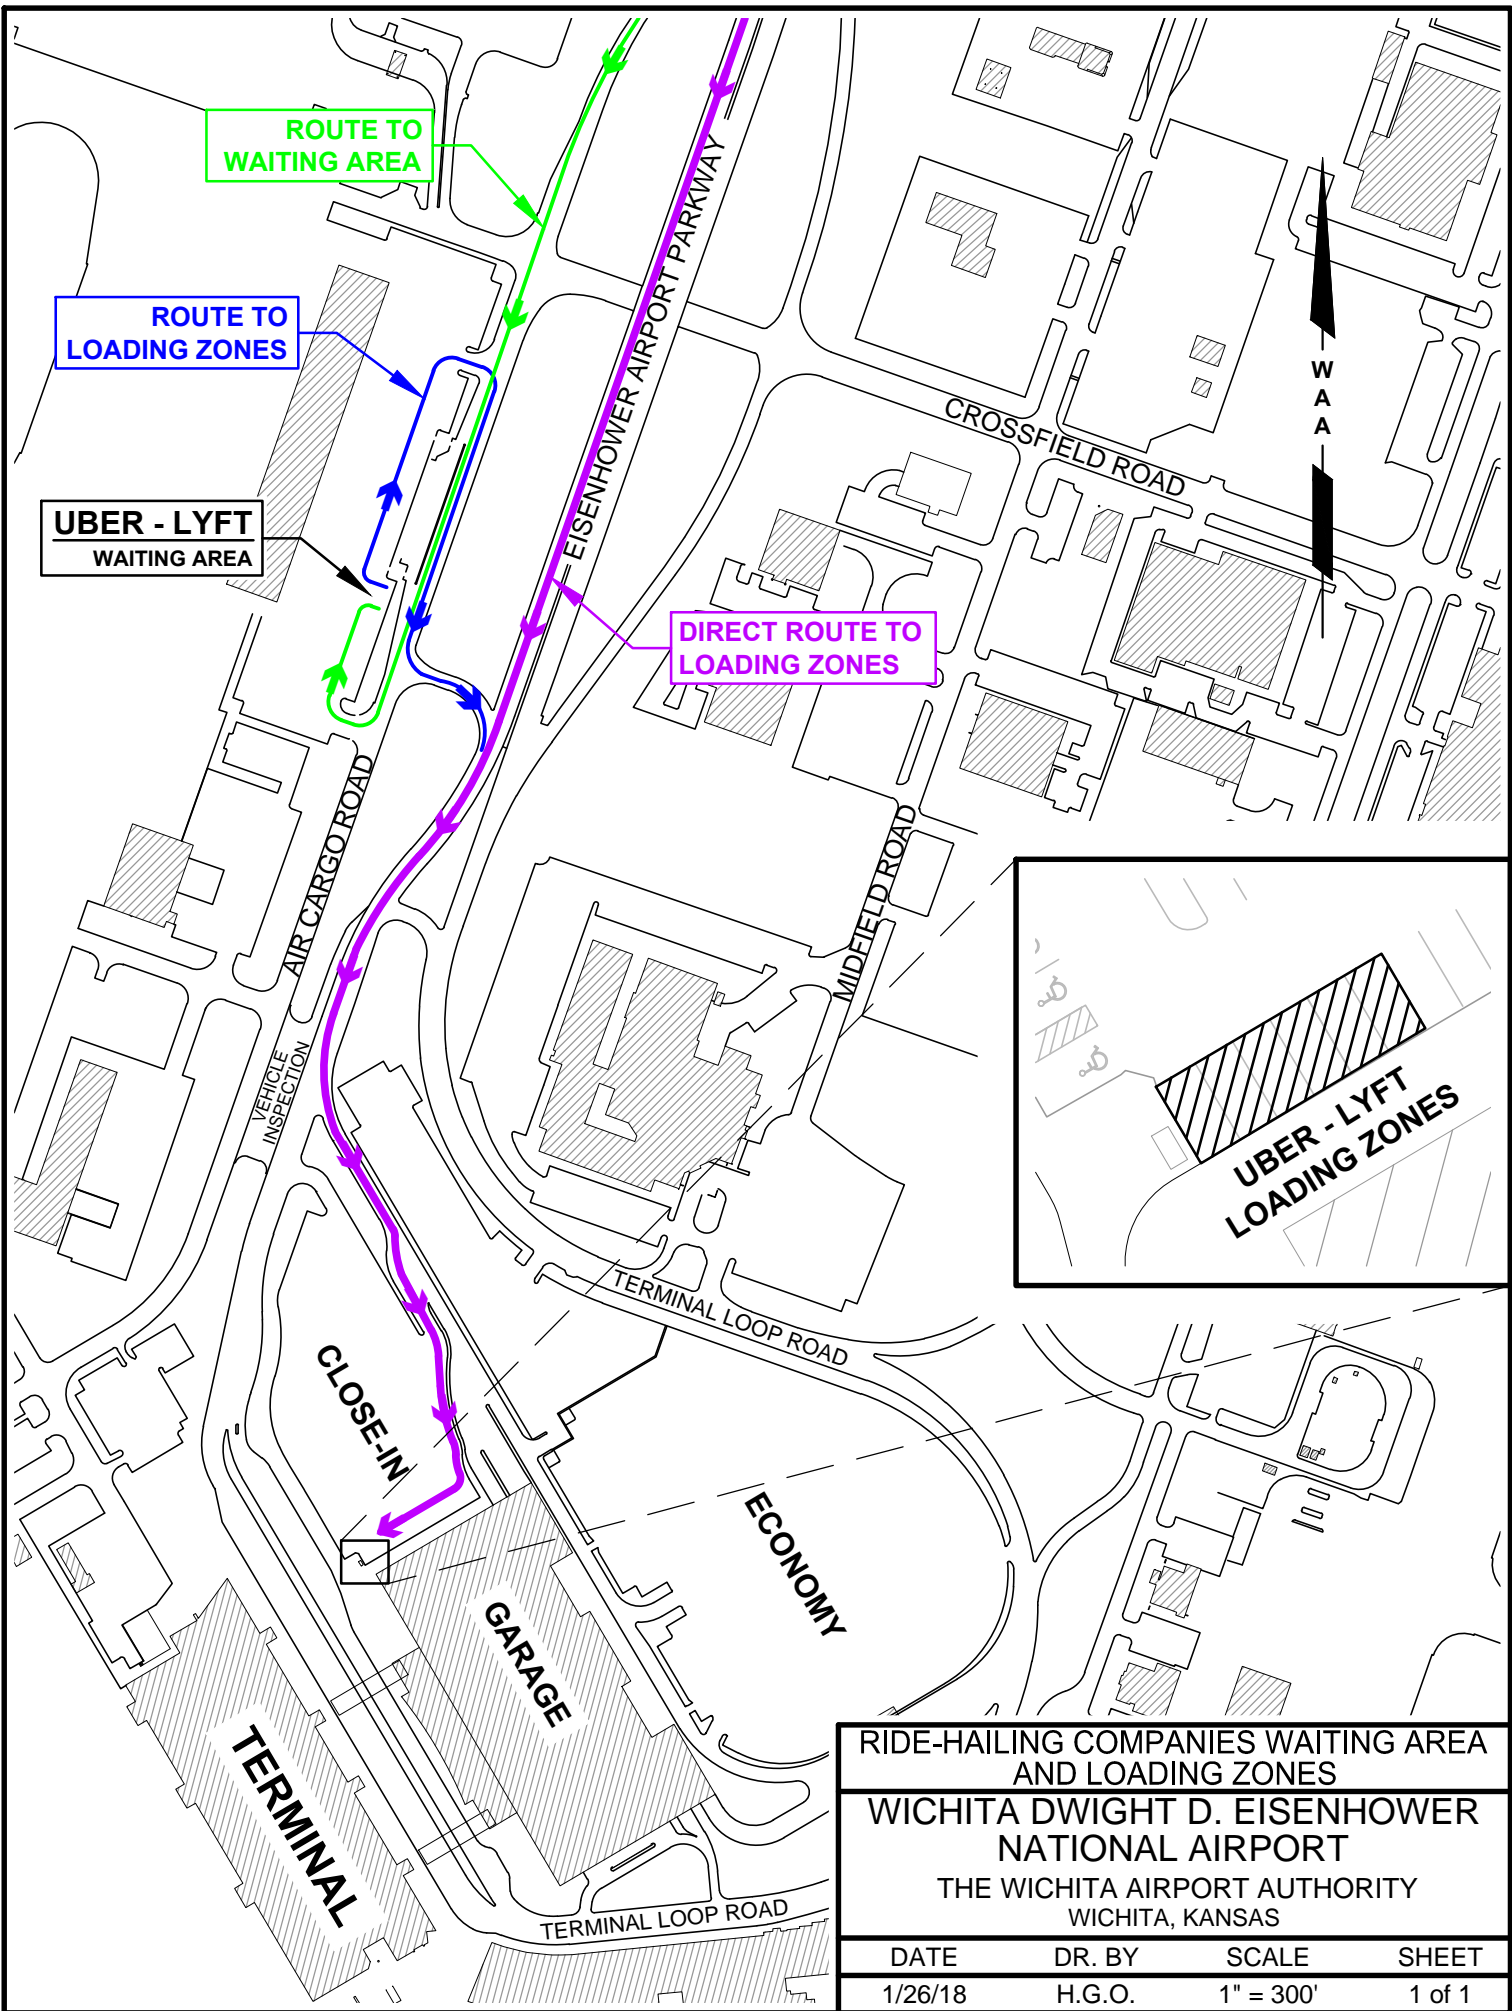 ROUTE TO
WAITING AREA
ROUTE TO
LOADING ZONES
UBER - LYFT
WAITING AREA
EISENHOWER AIRPORT PARKWAY
CROSSFIELD ROAD
W
A
A
DIRECT ROUTE TO
LOADING ZONES
AIR CARGO ROAD
MIDFIELD ROAD
VEHICLE
INSPECTION
UBER - LYFT
LOADING ZONES
TERMINAL LOOP ROAD
CLOSE-IN
ECONOMY
GARAGE
TERMINAL
TERMINAL LOOP ROAD
RIDE-HAILING COMPANIES WAITING AREA
AND LOADING ZONES
WICHITA DWIGHT D. EISENHOWER
NATIONAL AIRPORT
THE WICHITA AIRPORT AUTHORITY
WICHITA, KANSAS
DATE DR. BY SCALE SHEET
1/26/18 H.G.O. 1" = 300' 1 of 1